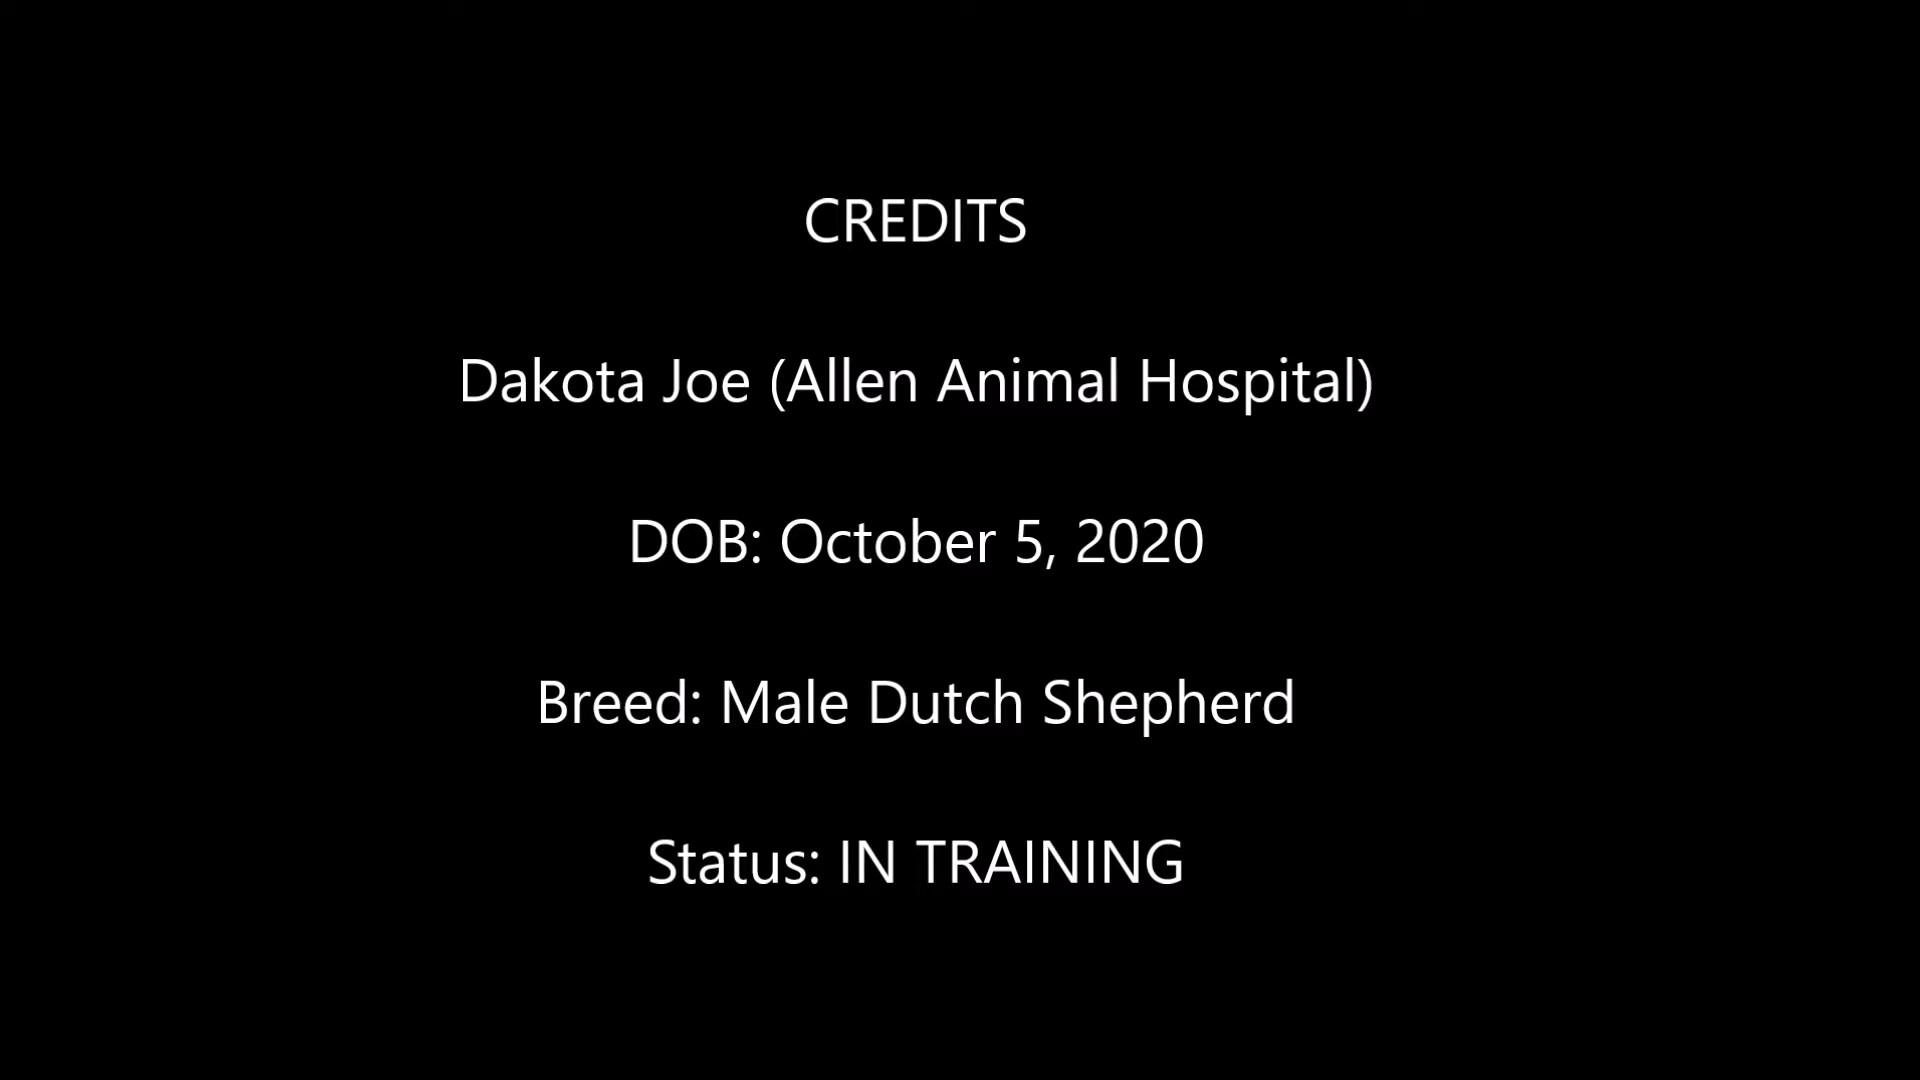 CREDITS
Dakota Joe (Allen Animal Hospital)
DOB: October 5, 2020
Breed: Male Dutch Shepherd
Status: IN TRAINING